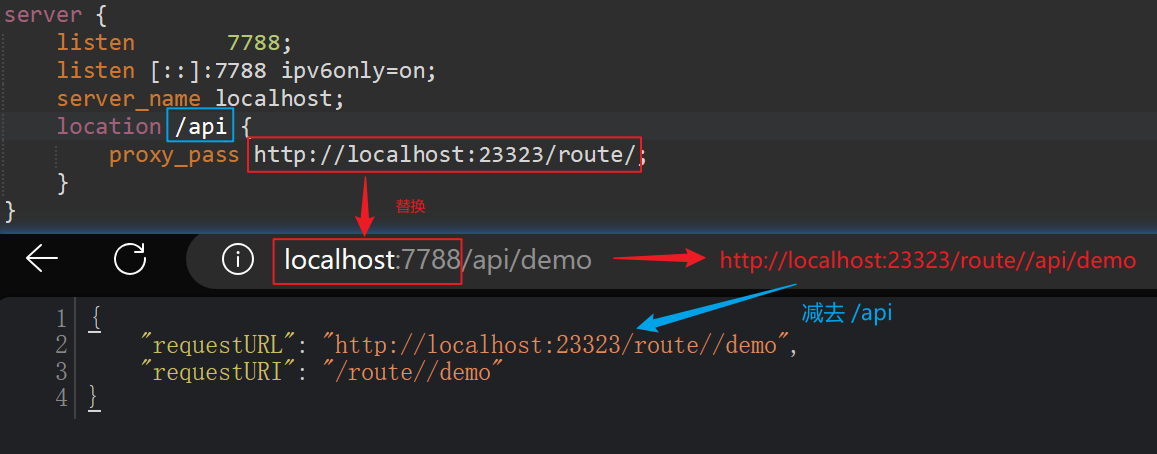 server {
listen 7788;
listen [::]:7788 ipv6only=on;
server_name localhost;
location /api {
proxy_pass http://localhost:23323/route/;
}
}
替换
localhost:7788/api/demo
http://localhost:23323/route//api/demo
减去 /api
1 {
2 "requestURL": "http://localhost:23323/route//demo",
3 "requestURI": "/route//demo"
4 }